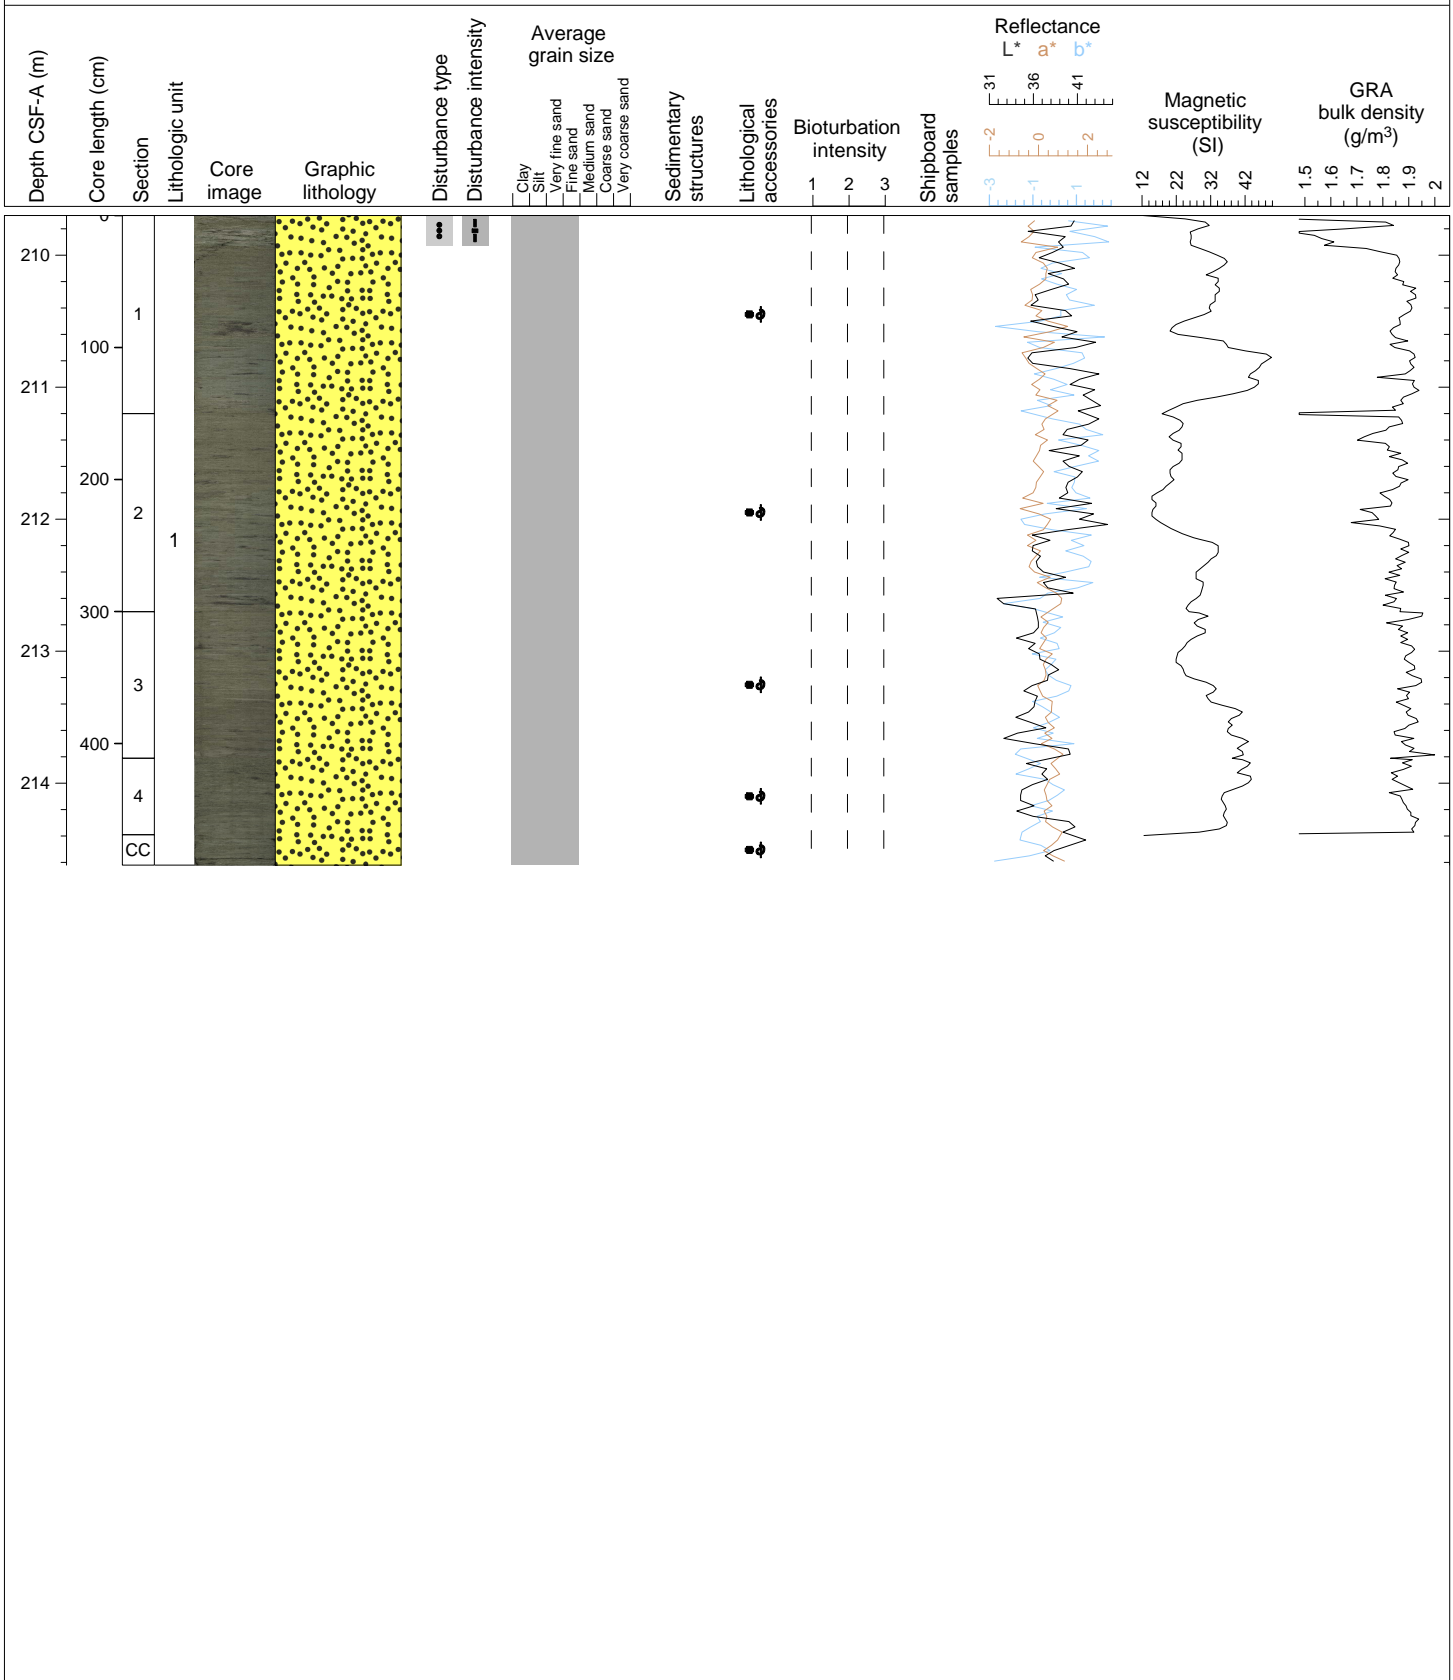 Depth CSF-A (m)
Core length (cm)
Section
Lithologic unit
Core
image
Graphic
lithology
Disturbance type
Disturbance intensity
Average
grain size
Clay
Silt
Very fine sand
Fine sand
Medium sand
Coarse sand
Very coarse sand
Sedimentary
structures
Lithological
accessories
Bioturbation
intensity
1 2 3
Shipboard
samples
Reflectance
L* a* b*
31 36 41
-2 0 2
-3 -1 1
Magnetic
susceptibility
(SI)
12 22 32 42
GRA
bulk density
(g/m3)
1.5 1.6 1.7 1.8 1.9 2
0
210
1
100
211
200
212
2
1
300
213
3
400
214
4
CC